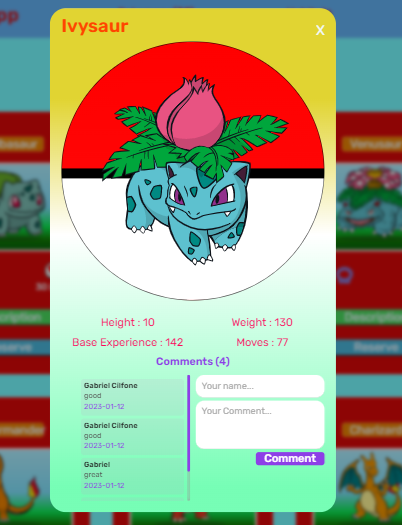 pp
Ivysaur
X
Height : 10
Weight : 130
Base Experience : 142
Moves : 77
Comments (4)
Gabriel Cilfone
good
2023-01-12
Gabriel Cilfone
good
2023-01-12
Gabriel
great
2023-01-12
Your name...
Your Comment...
Comment